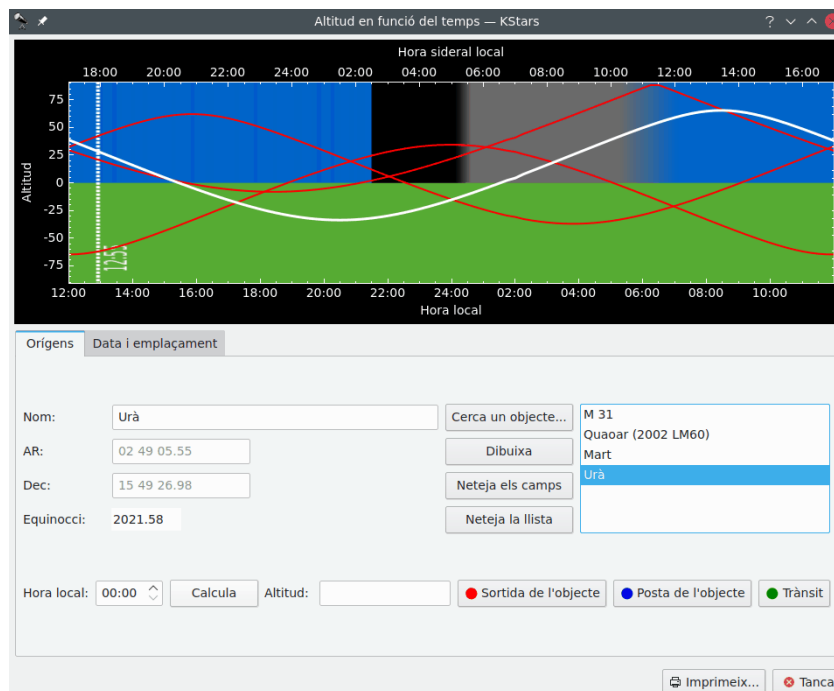 Altitud en funció del temps — KStars
Hora sideral local
18:00 20:00 22:00 24:00 02:00 04:00 06:00 08:00 10:00 12:00 14:00 16:00
75
50
25
0
-25
-50
-75
Altitud
12:53
12:00 14:00 16:00 18:00 20:00 22:00 24:00 02:00 04:00 06:00 08:00 10:00
Hora local
Orígens Data i emplaçament
Nom: Urà Cerca un objecte...
AR: 02 49 05.55 Dibuixa
Dec: 15 49 26.98 Neteja els camps
Equinocci: 2021.58 Neteja la llista
M 31
Quaoar (2002 LM60)
Mart
Urà
Hora local: 00:00 Calcula Altitud: Sortida de l'objecte Posta de l'objecte Trànsit
Imprimeix... Tanca